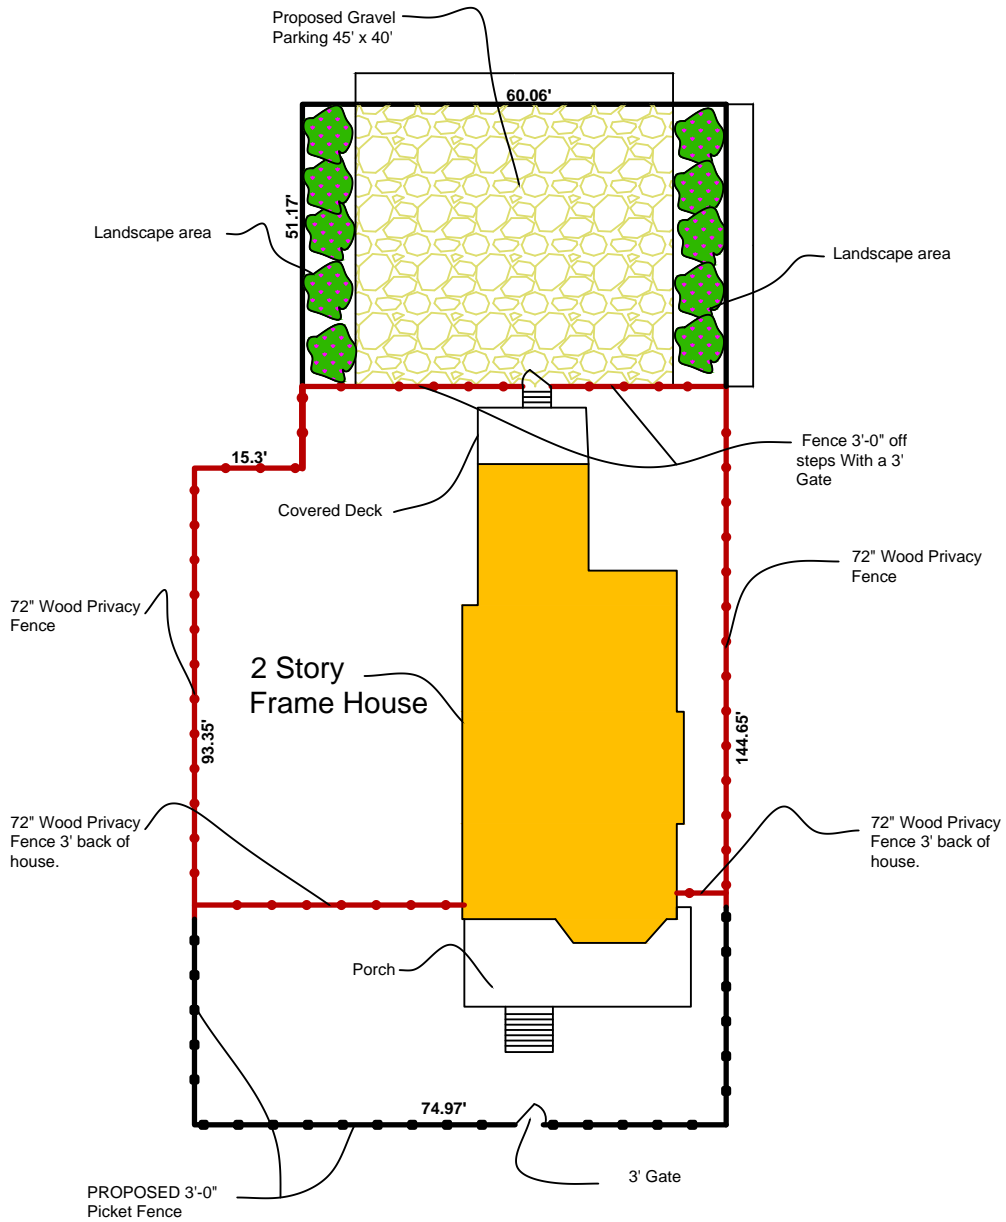 Proposed Gravel
Parking 45' x 40'
60.06'
51.17'
Landscape area
Landscape area
15.3'
Fence 3'-0" off
steps With a 3'
Gate
Covered Deck
72" Wood Privacy
Fence
72" Wood Privacy
Fence
2 Story
Frame House
93.35'
144.65'
72" Wood Privacy
Fence 3' back of
house.
72" Wood Privacy
Fence 3' back of
house.
Porch
74.97'
3' Gate
PROPOSED 3'-0"
Picket Fence